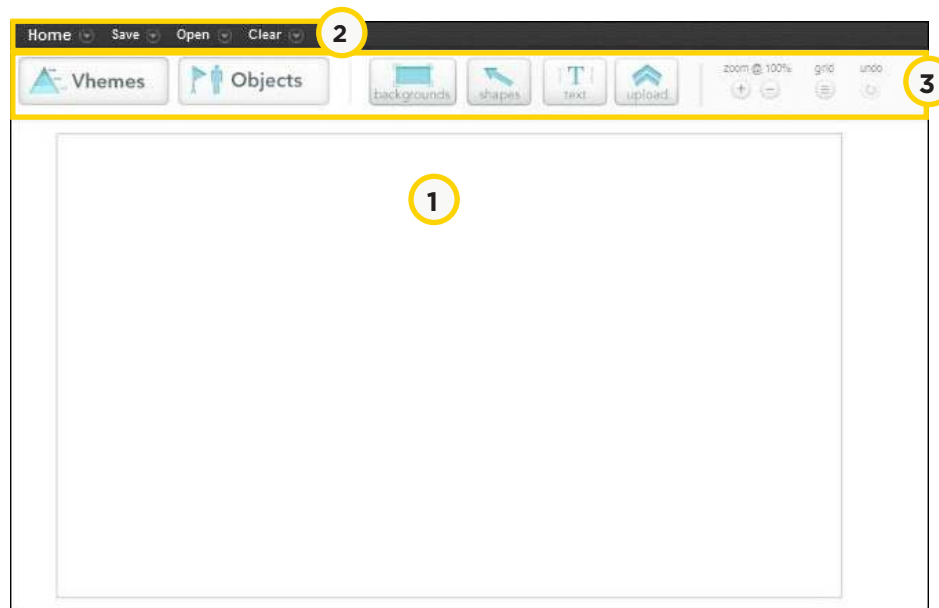 Home Save Open Clear 2
Vhemes Objects backgrounds shapes text upload zoom @ 100% grid undo 3
1